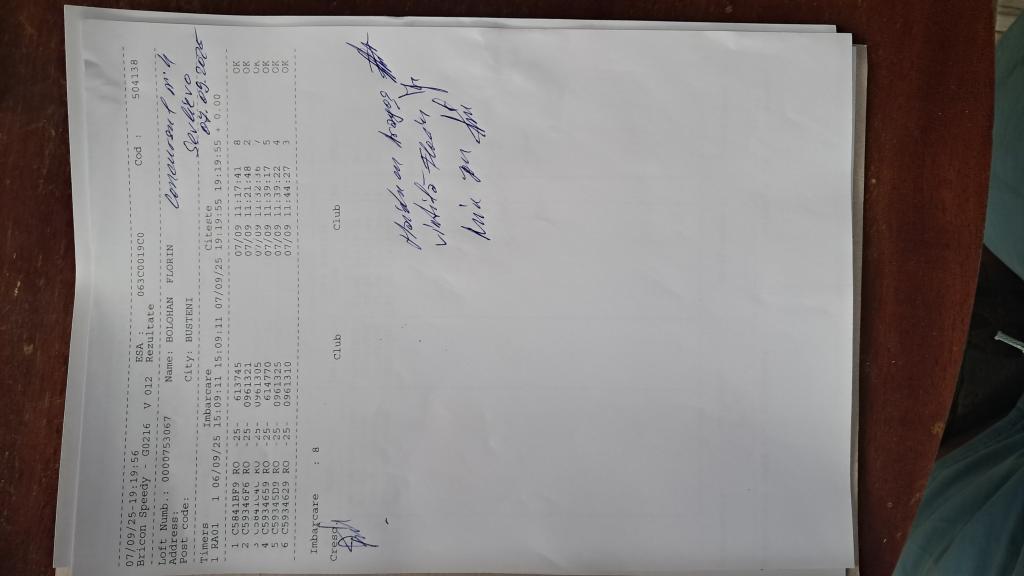 07/09/25-19:19:56 ESA : 063C0019C0 Cod : 504138
Bricon Speedy - G0216 V 012 Rezultate
Loft Numb.: 0000753067 Name: BOLOHAN FLORIN
Address:
Post code: City: BUSTENI
07.09.2025
Timers Imbarcare Citeste
1 RA01 1 06/09/25 15:09:11 15:09:11 07/09/25 19:19:55 19:19:55 + 0.00
1 C5841BF9 RO -25- 613745 07/09 11:17:41 8 OK
2 C59346F6 RO -25- 0961321 07/09 11:21:48 2 OK
3 RO -25- 0961305 07/09 11:32:36 7 OK
4 C5934659 RO -25- 614770 07/09 11:39:17 5 OK
5 C59345D9 RO -25- 0961325 07/09 11:39:22 4 OK
6 C5934629 RO -25- 0961310 07/09 11:44:27 3 OK
Imbarcare : 8
Cresc Club Club